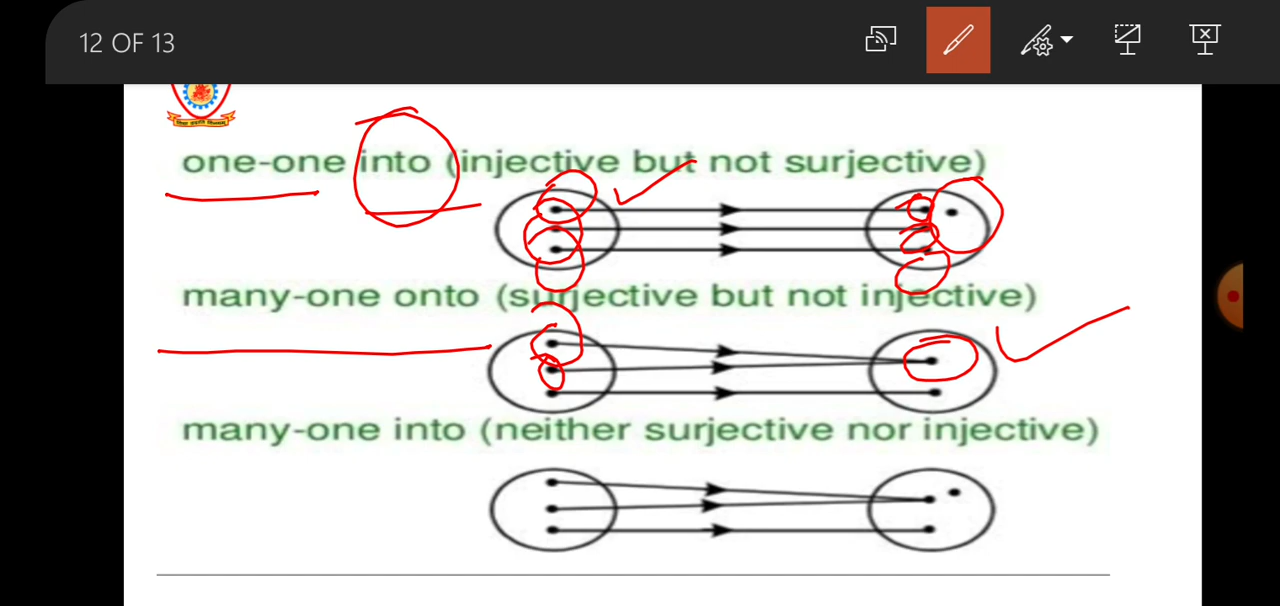 12 OF 13
one-one into (injective but not surjective)
many-one onto (surjective but not injective)
many-one into (neither surjective nor injective)